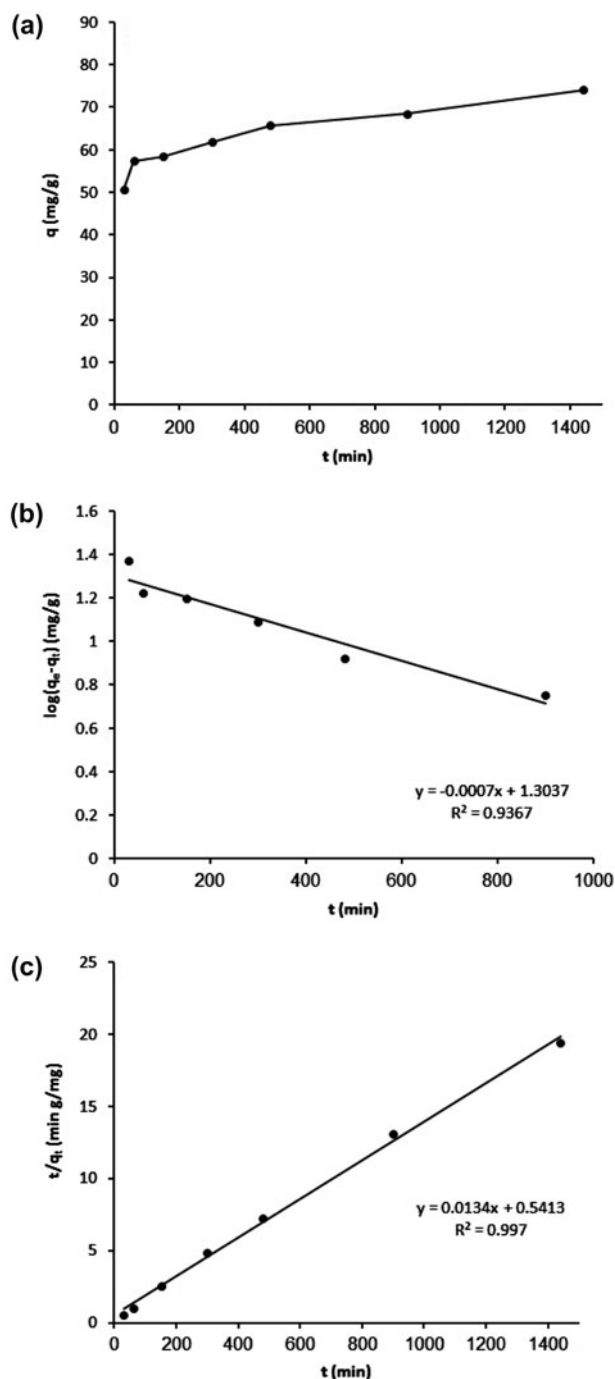 (a)
90
80
70
60
50
40
30
20
10
0
q (mg/g)
0 200 400 600 800 1000 1200 1400
t (min)
(b)
1.6
1.4
1.2
1
0.8
0.6
0.4
0.2
0
log(qₑ-qₜ) (mg/g)
y = -0.0007x + 1.3037
R² = 0.9367
0 200 400 600 800 1000
t (min)
(c)
25
20
15
10
5
0
t/qₜ (min g/mg)
y = 0.0134x + 0.5413
R² = 0.997
0 200 400 600 800 1000 1200 1400
t (min)